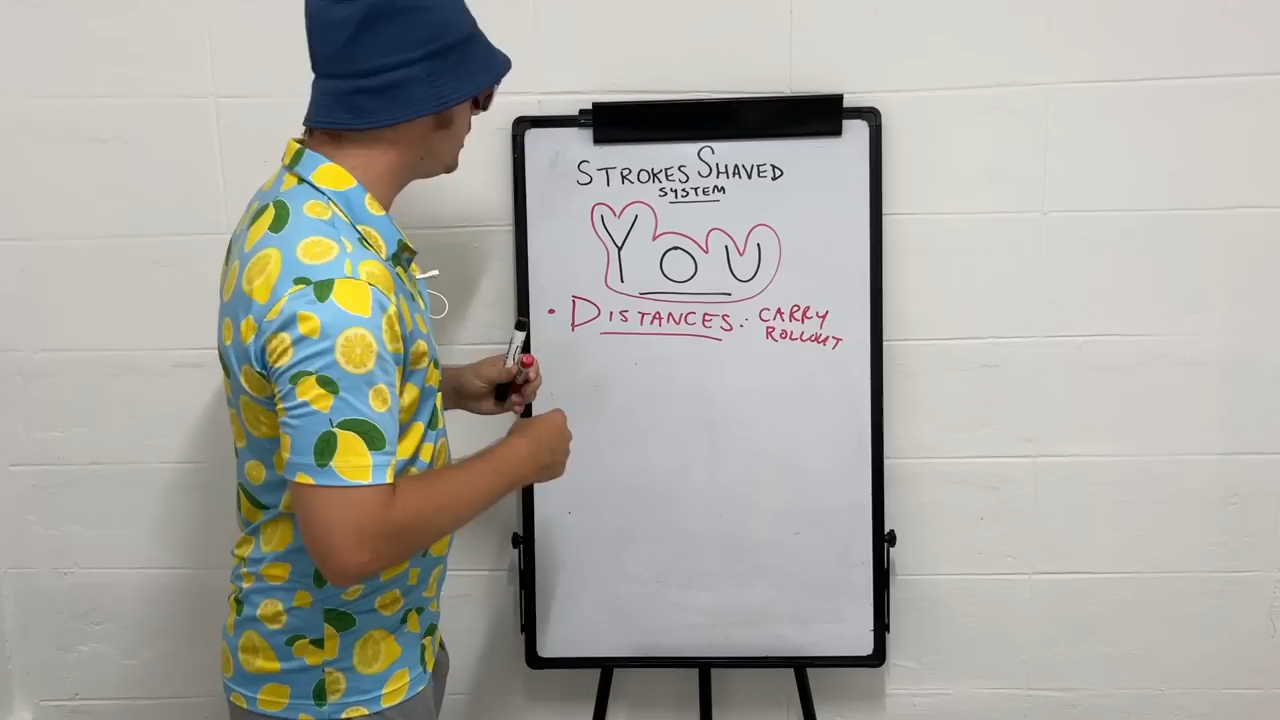 STROKES SHAVED
SYSTEM
YOU
• DISTANCES: CARRY
ROLLOUT